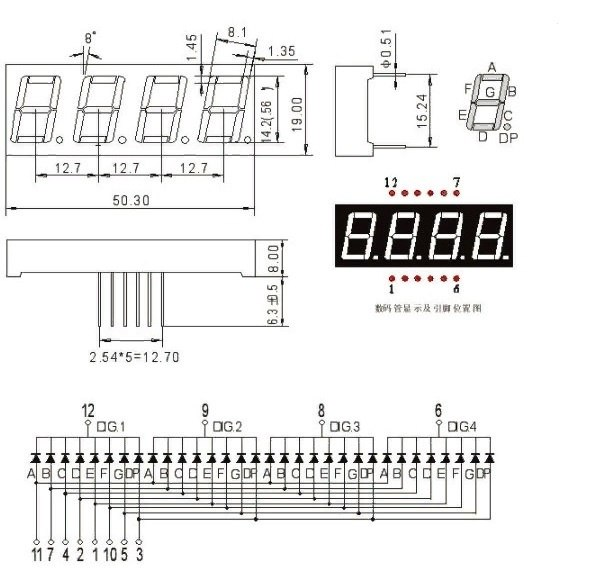 8°
1.45
8.1
1.35
14.2(.56")
19.00
12.7 12.7 12.7
50.30
Φ0.51
15.24
A
F G B
E C
D DP
12 7
1 6
数码管显示及引脚位置图
8.00
6.3±0.5
2.54*5=12.70
12 9 8 6
DIG.1 DIG.2 DIG.3 DIG.4
A B C D E F G DP A B C D E F G DP A B C D E F G DP A B C D E F G DP
11 7 4 2 1 10 5 3